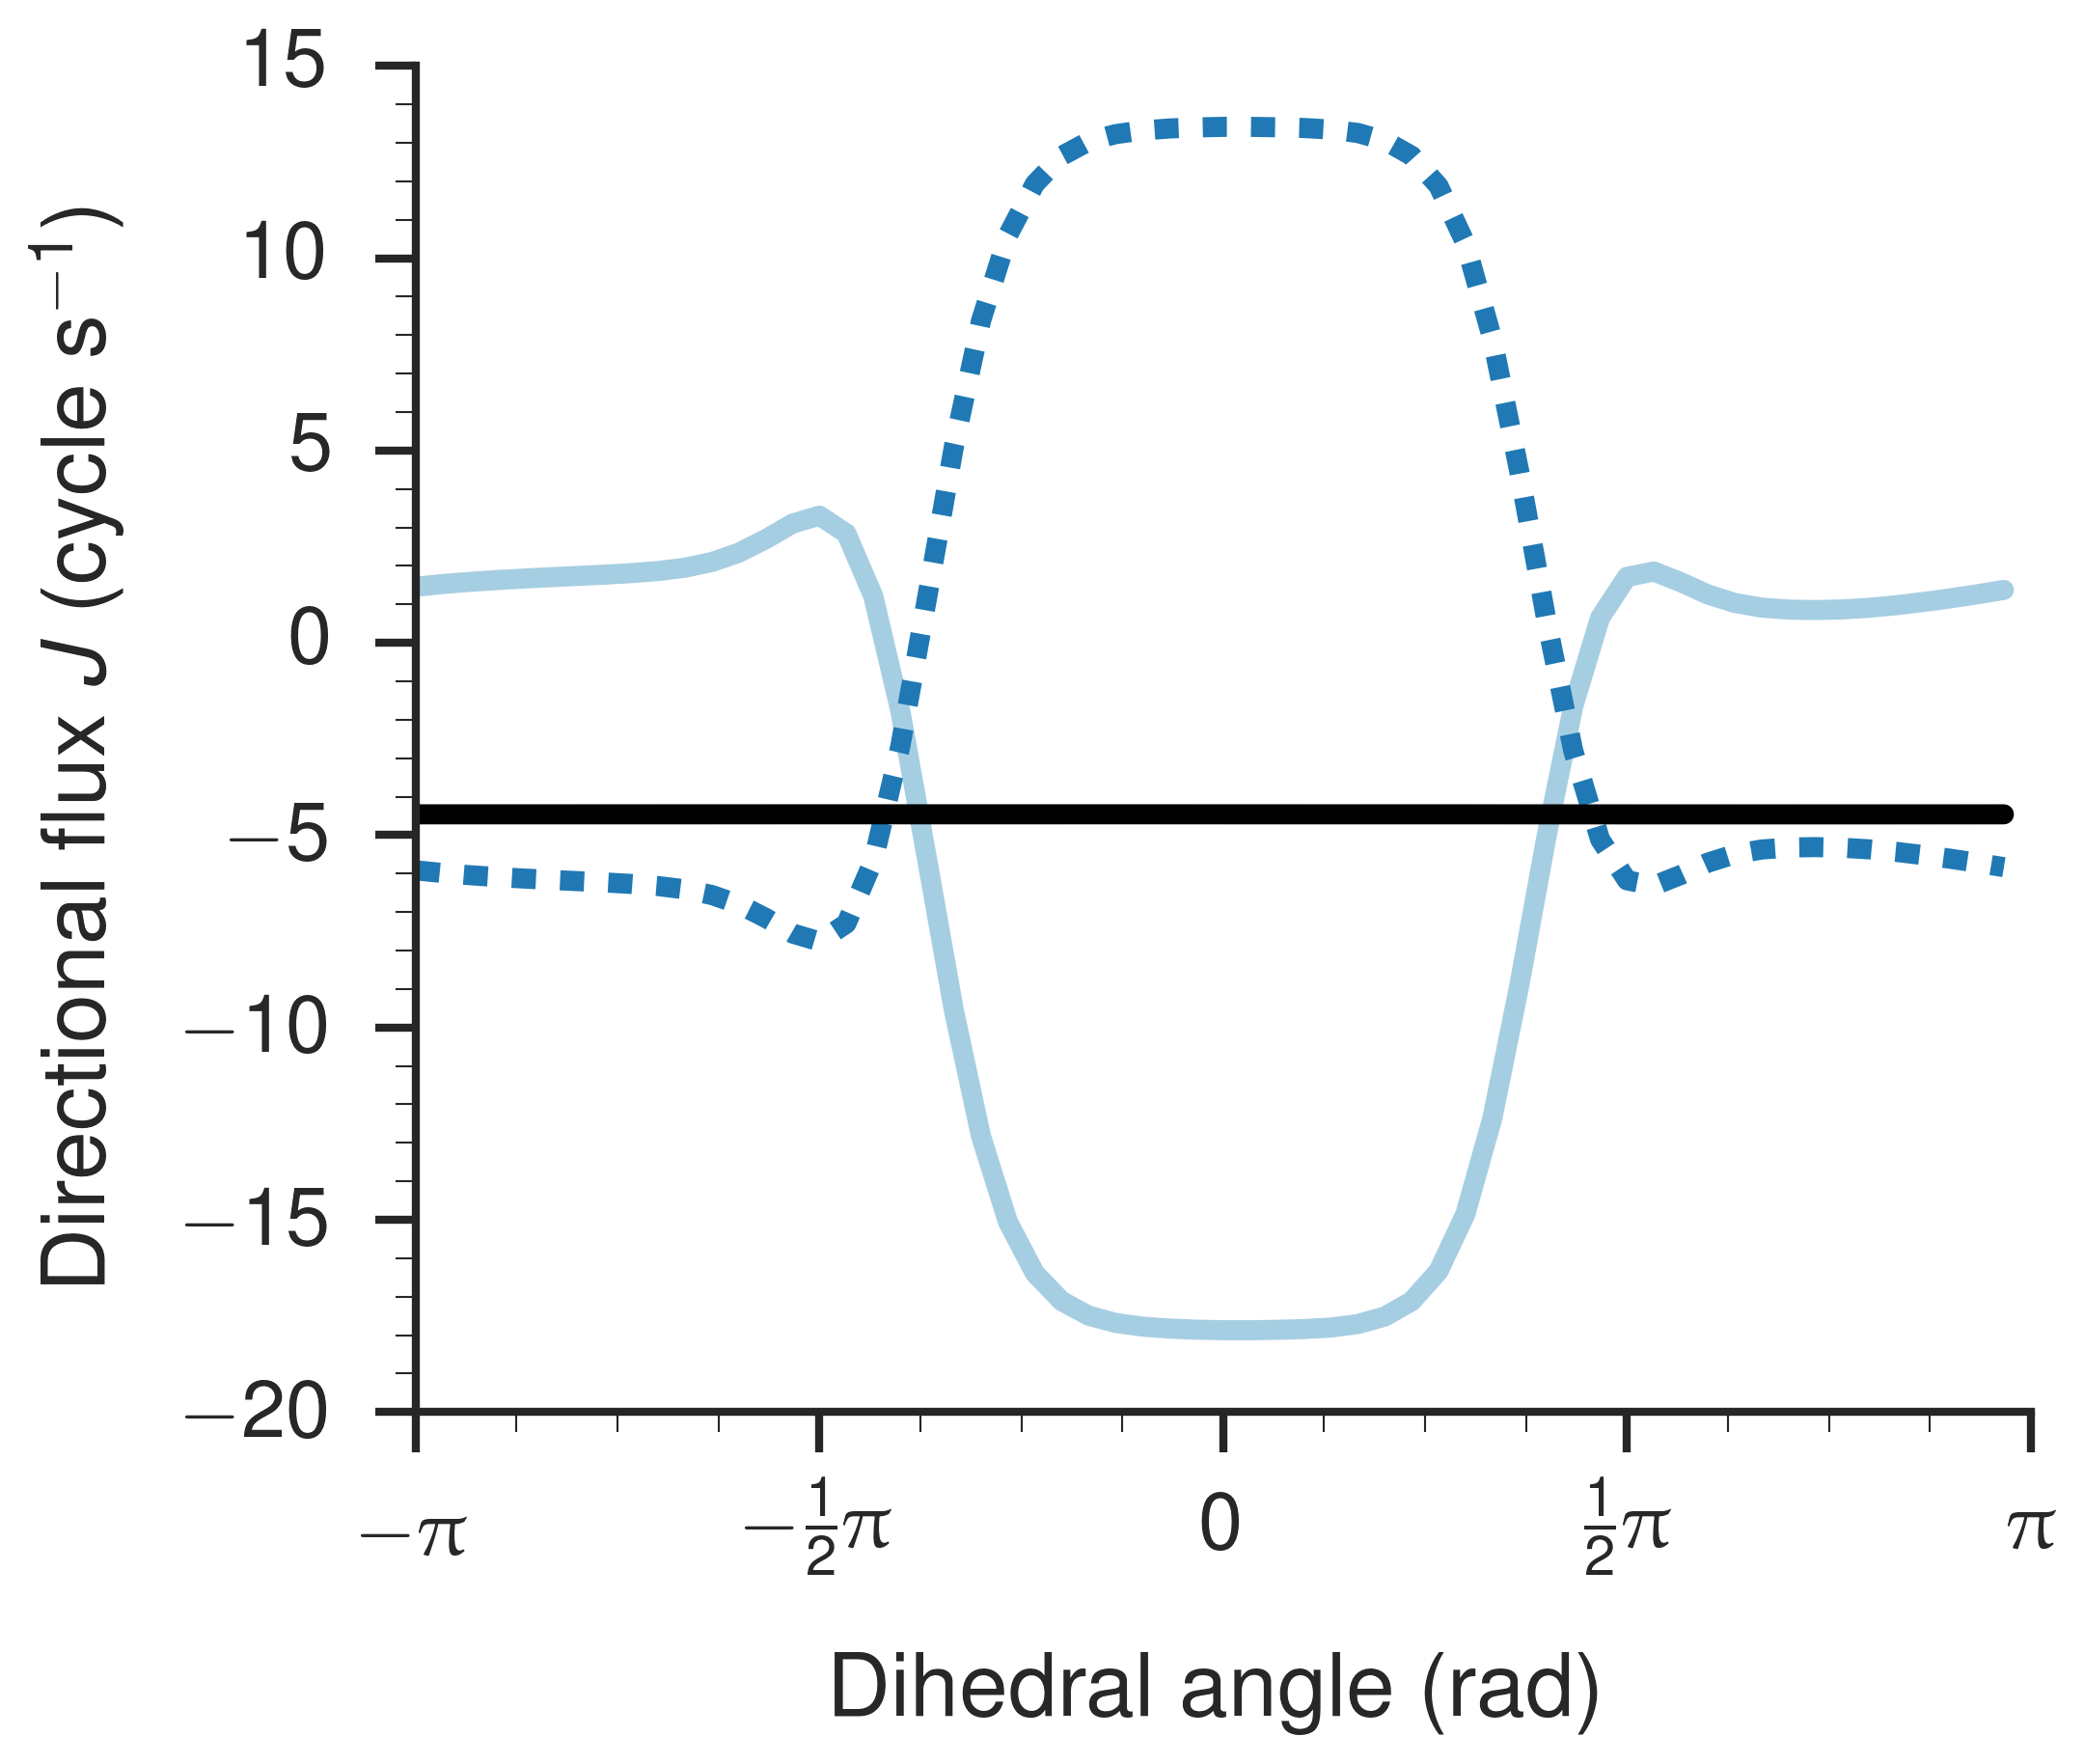 Directional flux J (cycle s⁻¹)
15
10
5
0
−5
−10
−15
−20
−π
−½π
0
½π
π
Dihedral angle (rad)